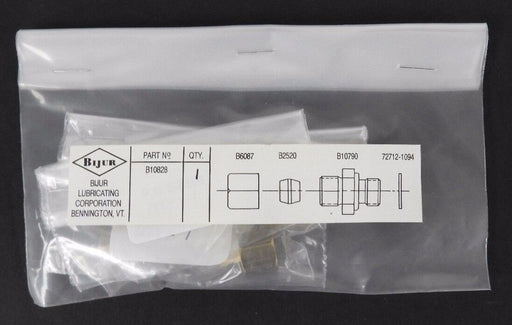 BIJUR
BIJUR
LUBRICATING
CORPORATION
BENNINGTON, VT.
PART Nº QTY.
B10828 1
B6087 B2520 B10790 72712-1094